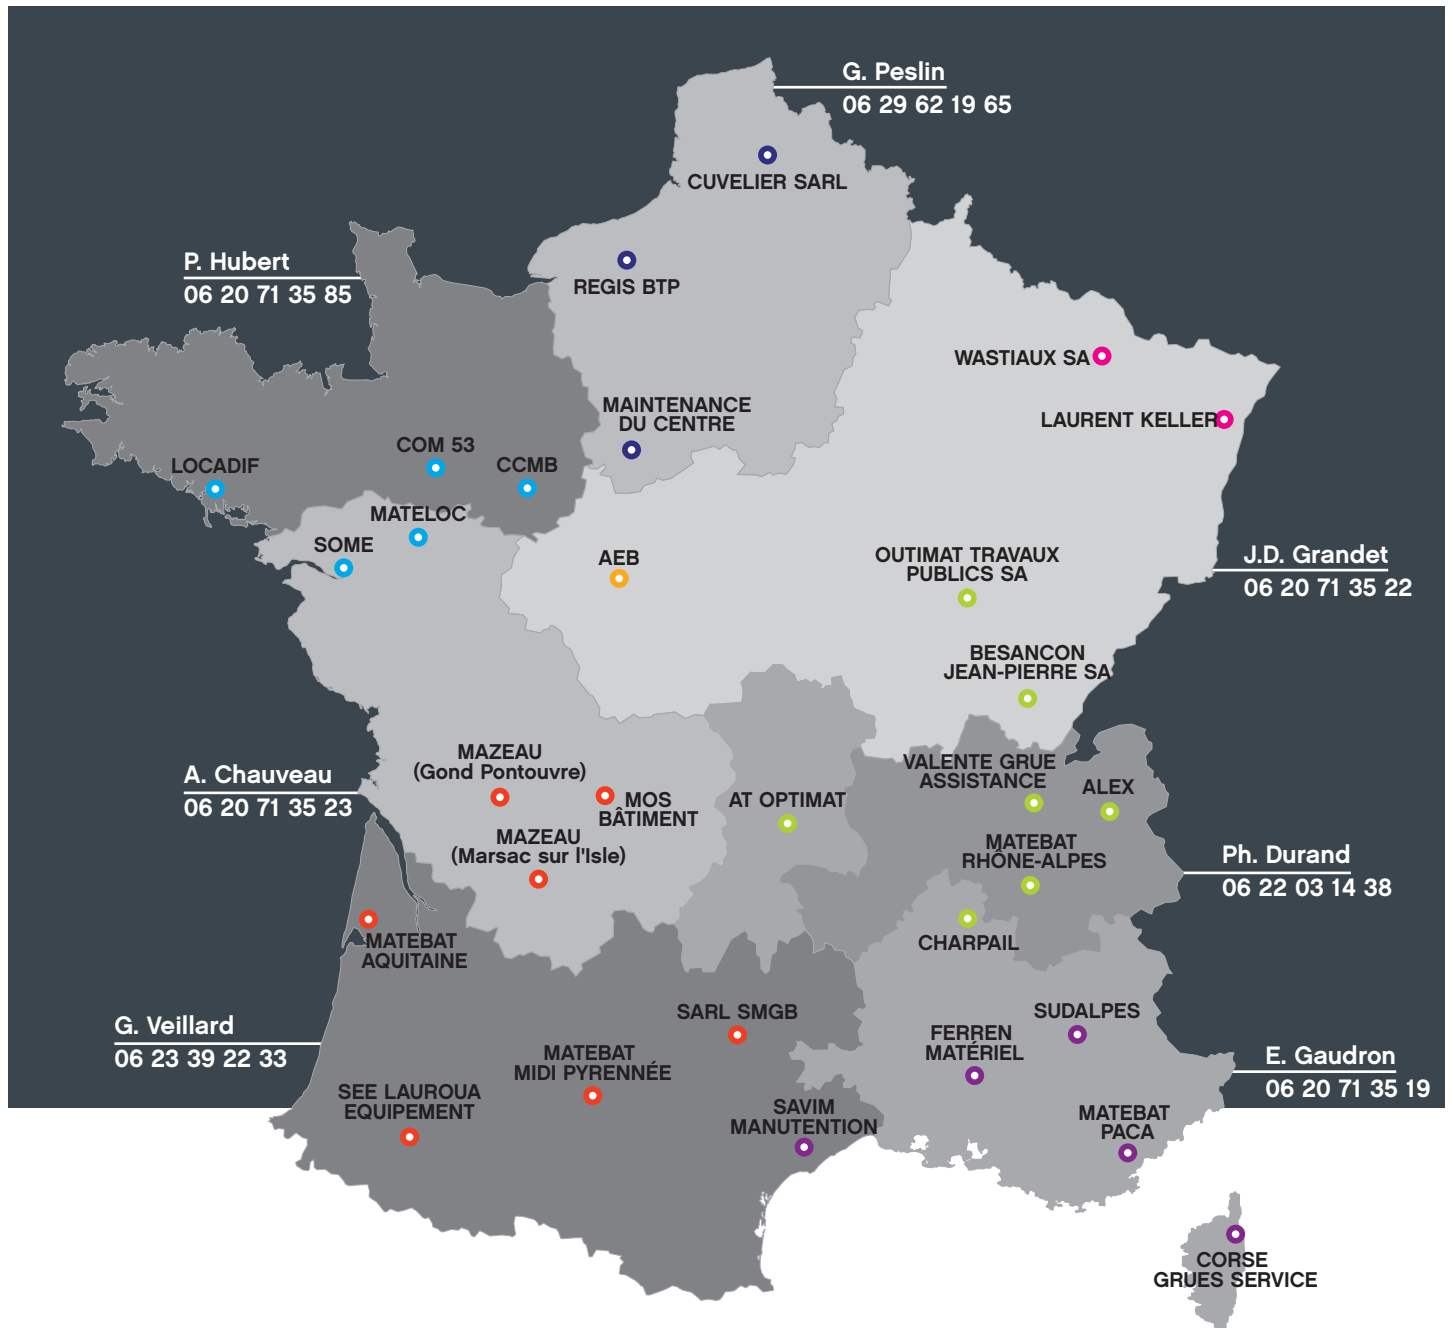 G. Peslin
06 29 62 19 65
CUVELIER SARL
P. Hubert
06 20 71 35 85
REGIS BTP
WASTIAUX SA
MAINTENANCE
DU CENTRE
LAURENT KELLER
COM 53
LOCADIF
CCMB
MATELOC
SOME
AEB
OUTIMAT TRAVAUX
PUBLICS SA
J.D. Grandet
06 20 71 35 22
BESANCON
JEAN-PIERRE SA
MAZEAU
(Gond Pontouvre)
VALENTE GRUE
ASSISTANCE
A. Chauveau
06 20 71 35 23
ALEX
MOS
BÂTIMENT
AT OPTIMAT
MAZEAU
(Marsac sur l'Isle)
MATEBAT
RHÔNE-ALPES
Ph. Durand
06 22 03 14 38
MATEBAT
AQUITAINE
CHARPAIL
SARL SMGB
SUDALPES
G. Veillard
06 23 39 22 33
FERREN
MATÉRIEL
MATEBAT
MIDI PYRENNÉE
E. Gaudron
06 20 71 35 19
SEE LAUROUA
EQUIPEMENT
SAVIM
MANUTENTION
MATEBAT
PACA
CORSE
GRUES SERVICE